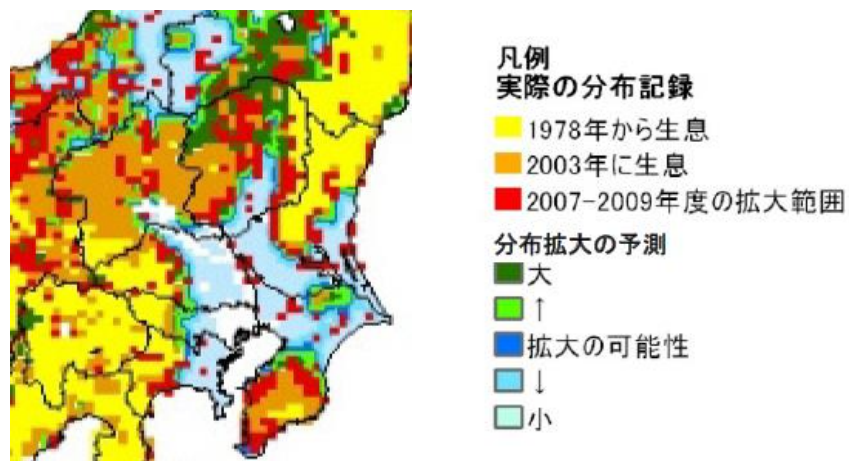 凡例
実際の分布記録
1978年から生息
2003年に生息
2007-2009年度の拡大範囲
分布拡大の予測
大
↑
拡大の可能性
↓
小